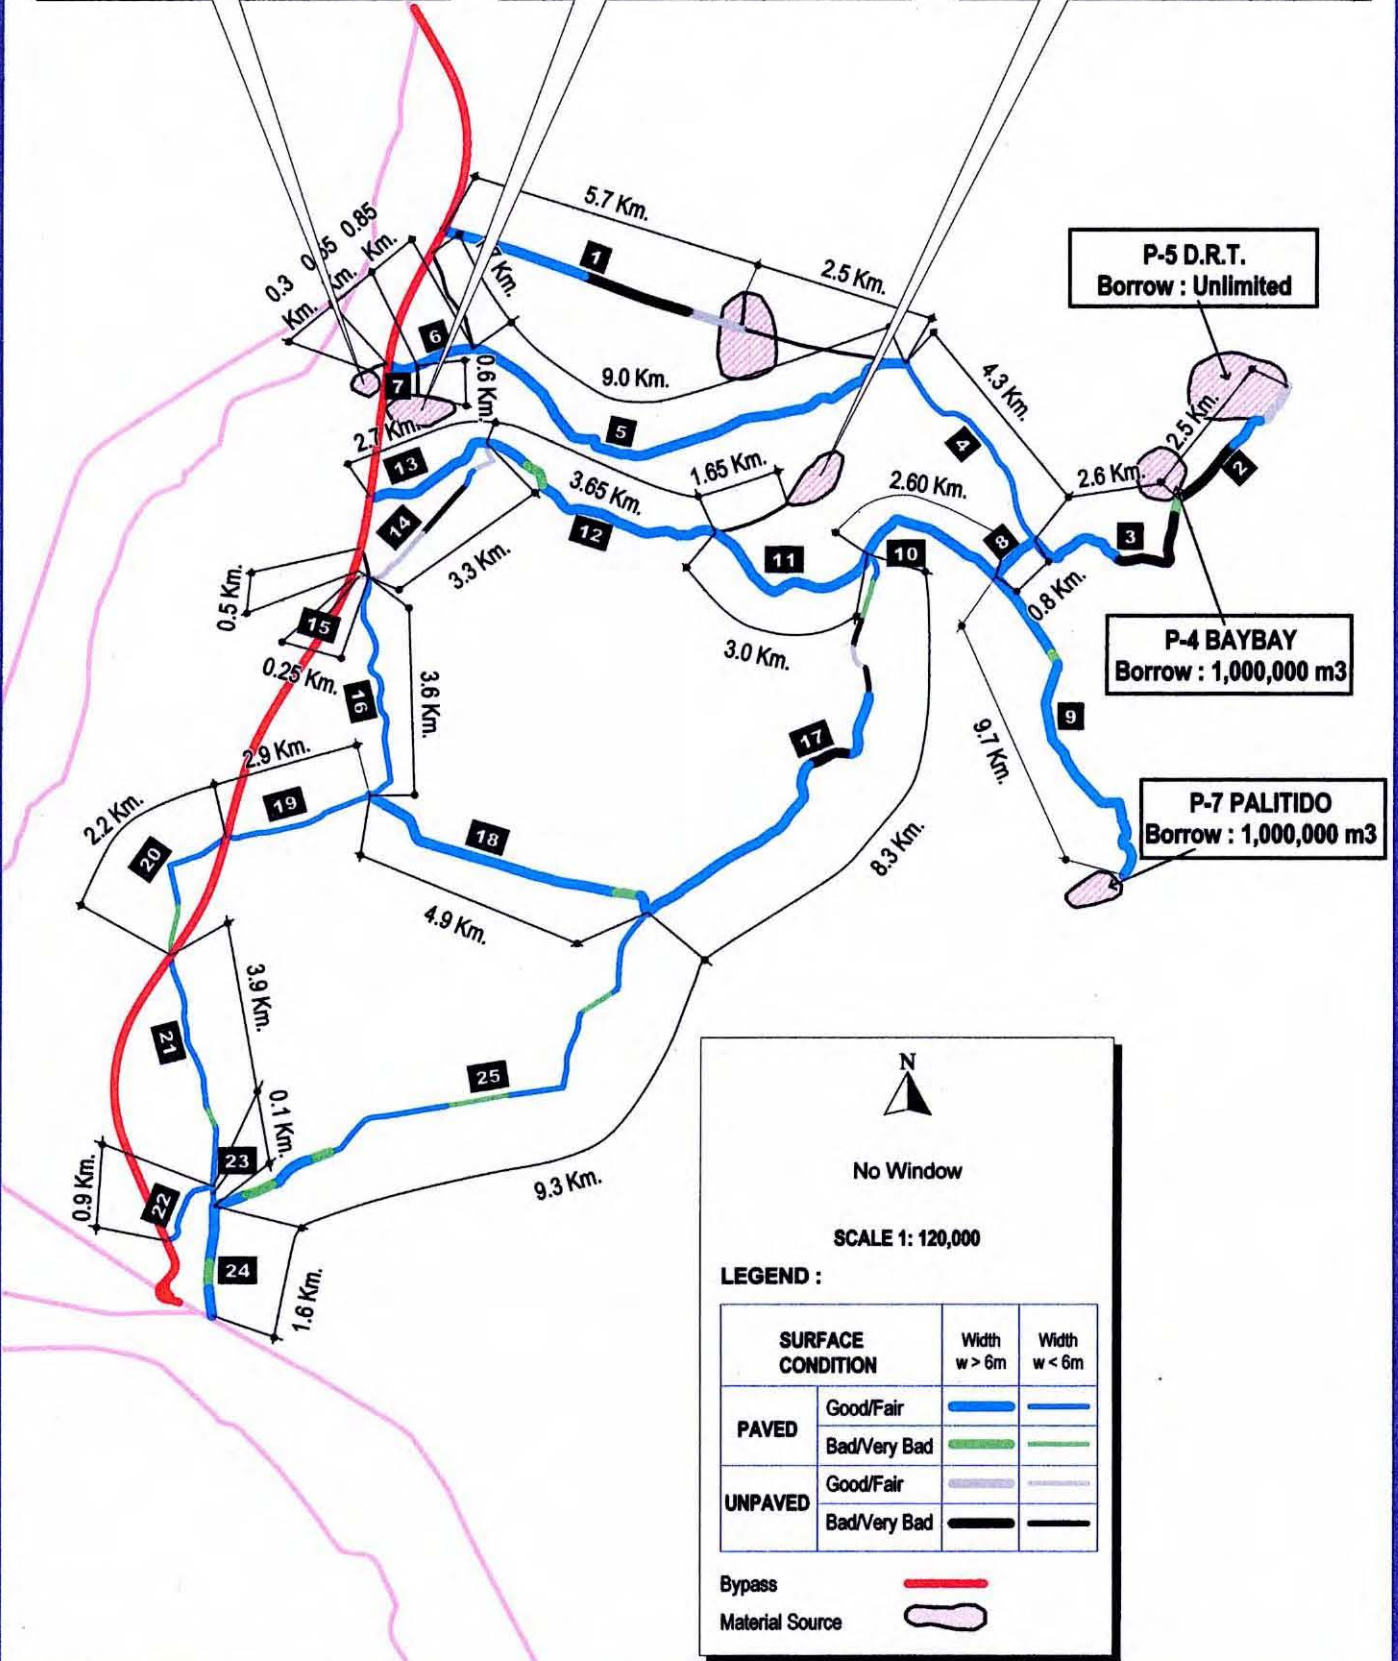 5.7 Km.
2.5 Km.
0.3
Km.
0.85
Km.
1
P-5 D.R.T.
Borrow : Unlimited
6
7
0.6 Km.
9.0 Km.
4.3 Km.
2.5 Km.
2
5
4
2.7 Km.
13
1.65 Km.
3.65 Km.
2.60 Km.
2.6 Km.
14
12
11
10
8
3
3.3 Km.
0.5 Km.
0.8 Km.
15
0.25 Km.
3.0 Km.
P-4 BAYBAY
Borrow : 1,000,000 m3
16
3.6 Km.
17
9
9.7 Km.
2.9 Km.
19
2.2 Km.
20
18
8.3 Km.
P-7 PALITIDO
Borrow : 1,000,000 m3
4.9 Km.
3.9 Km.
21
25
0.1 Km.
23
0.9 Km.
22
9.3 Km.
24
1.6 Km.
N
No Window
SCALE 1: 120,000
LEGEND :
SURFACE CONDITION
Width w > 6m
Width w < 6m
PAVED
Good/Fair
Bad/Very Bad
UNPAVED
Good/Fair
Bad/Very Bad
Bypass
Material Source